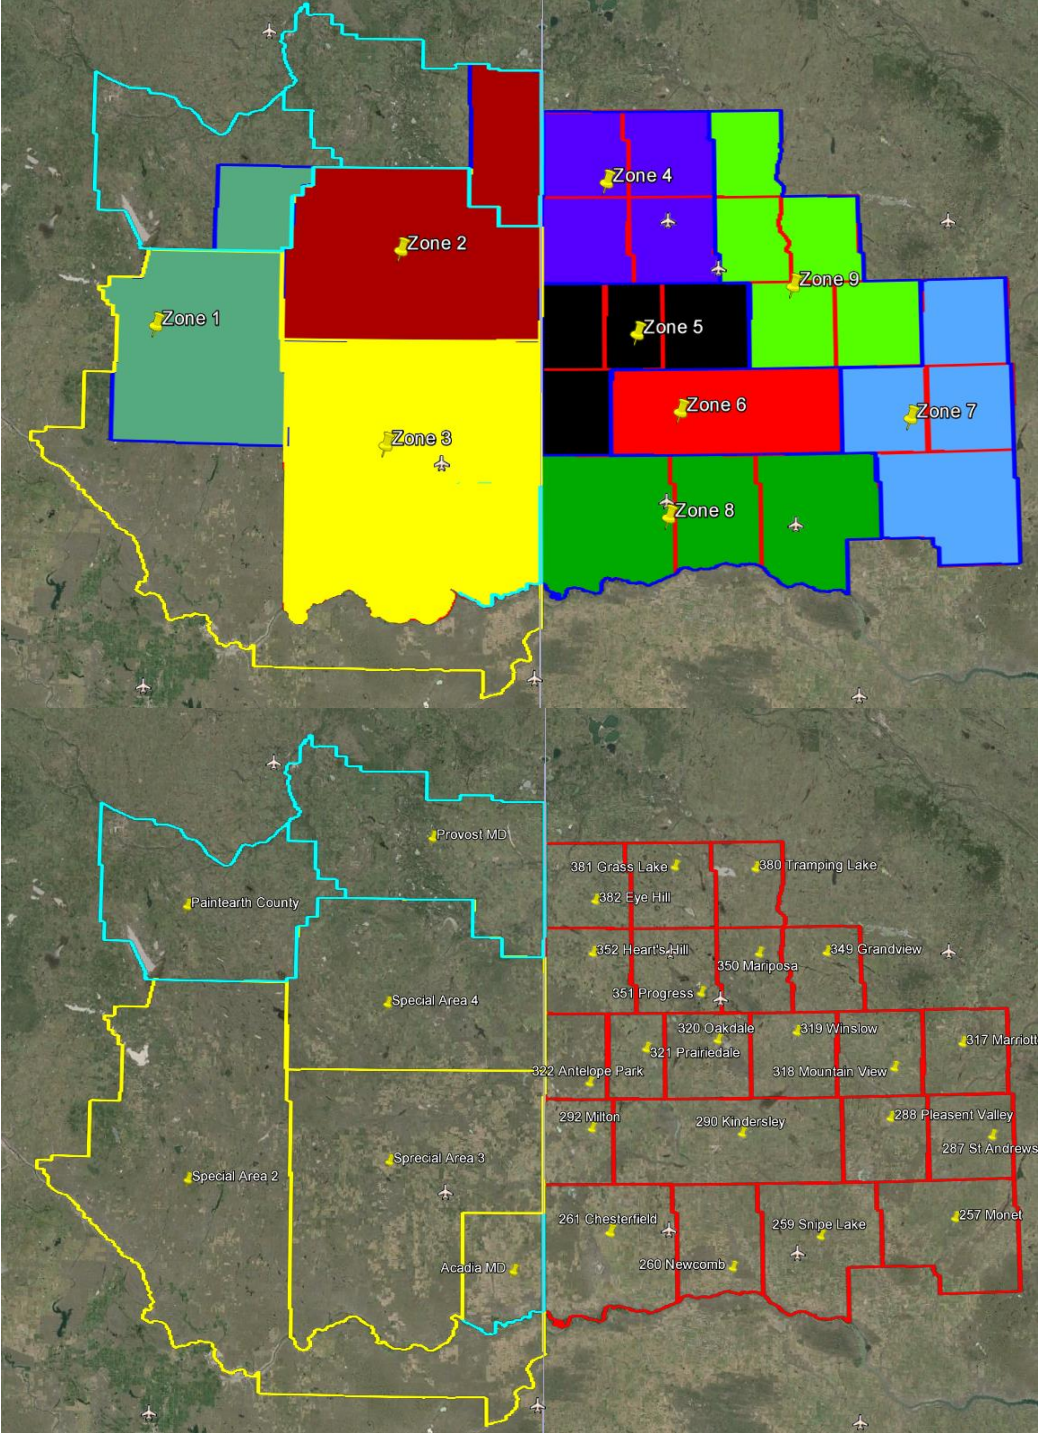 Zone 4
Zone 2
Zone 9
Zone 1
Zone 5
Zone 6
Zone 7
Zone 3
Zone 8
Provost MD
381 Grass Lake
380 Tramping Lake
382 Eye Hill
Paintearth County
352 Heart's Hill
349 Grandview
350 Mariposa
351 Progress
Special Area 4
320 Oakdale
319 Winslow
317 Marriott
321 Prairiedale
322 Antelope Park
318 Mountain View
292 Milton
290 Kindersley
288 Pleasent Valley
287 St Andrews
Sprecial Area 3
Special Area 2
261 Chesterfield
259 Snipe Lake
257 Monet
260 Newcomb
Acadia MD